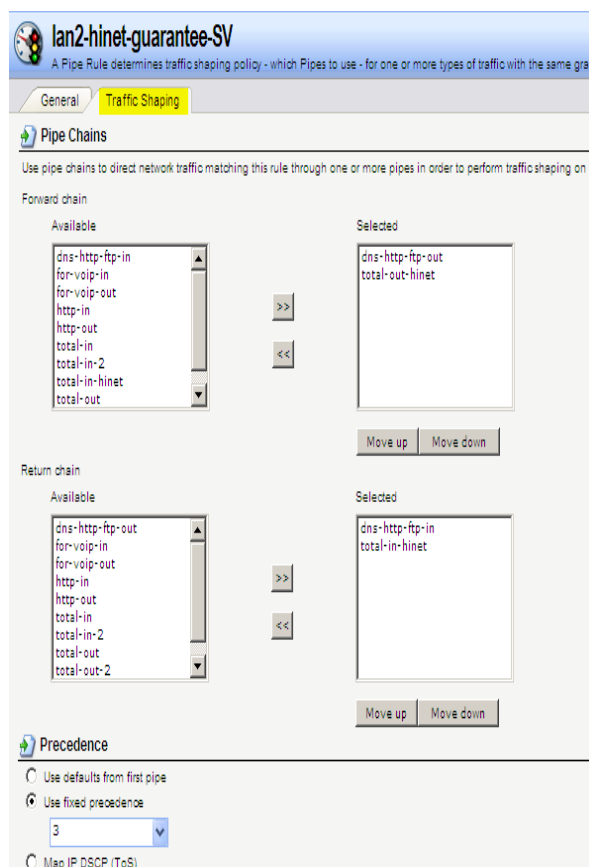 lan2-hinet-guarantee-SV
A Pipe Rule determines traffic shaping policy - which Pipes to use - for one or more types of traffic with the same gra
General
Traffic Shaping
Pipe Chains
Use pipe chains to direct network traffic matching this rule through one or more pipes in order to perform traffic shaping on
Forward chain
Available
Selected
dns-http-ftp-in
for-voip-in
for-voip-out
http-in
http-out
total-in
total-in-2
total-in-hinet
total-out
>>
<<
dns-http-ftp-out
total-out-hinet
Move up
Move down
Return chain
Available
Selected
dns-http-ftp-out
for-voip-in
for-voip-out
http-in
http-out
total-in
total-in-2
total-out
total-out-2
>>
<<
dns-http-ftp-in
total-in-hinet
Move up
Move down
Precedence
Use defaults from first pipe
Use fixed precedence
3
Map IP DSCP (ToS)